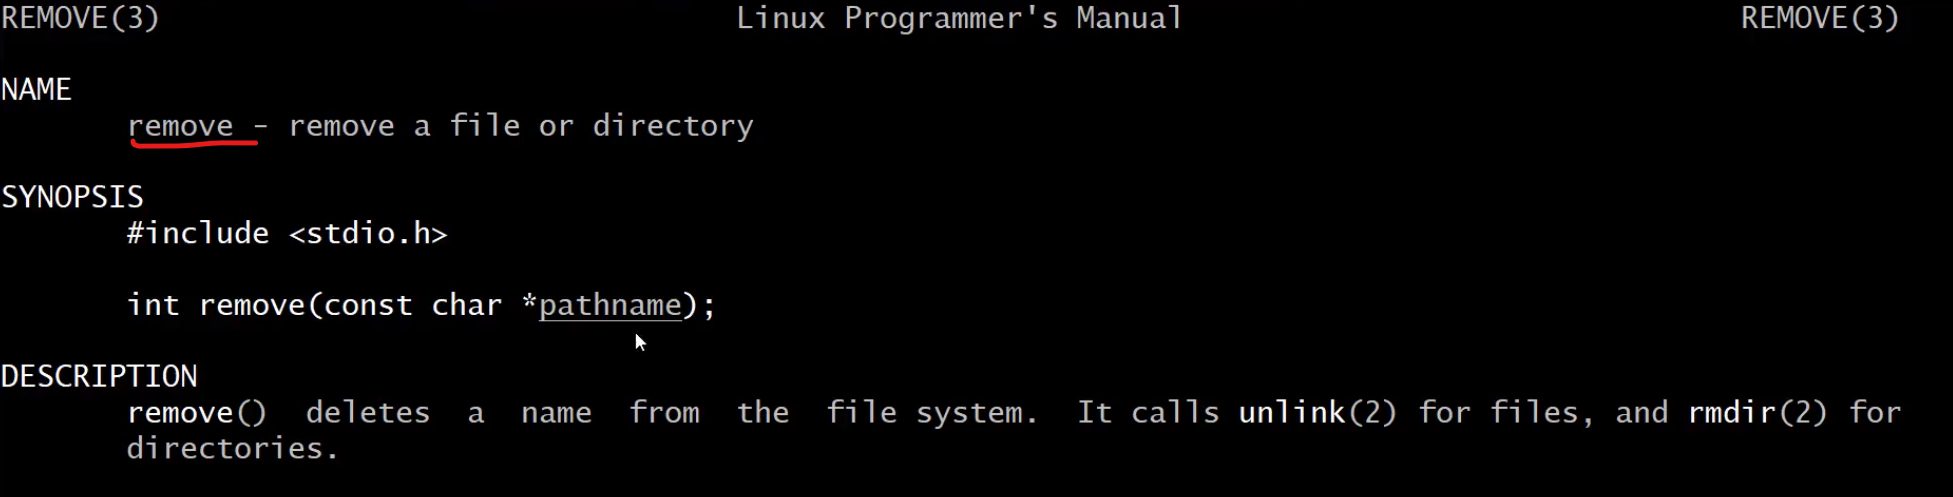 REMOVE(3) Linux Programmer's Manual REMOVE(3)
NAME
remove - remove a file or directory
SYNOPSIS
#include <stdio.h>
int remove(const char *pathname);
DESCRIPTION
remove() deletes a name from the file system. It calls unlink(2) for files, and rmdir(2) for
directories.